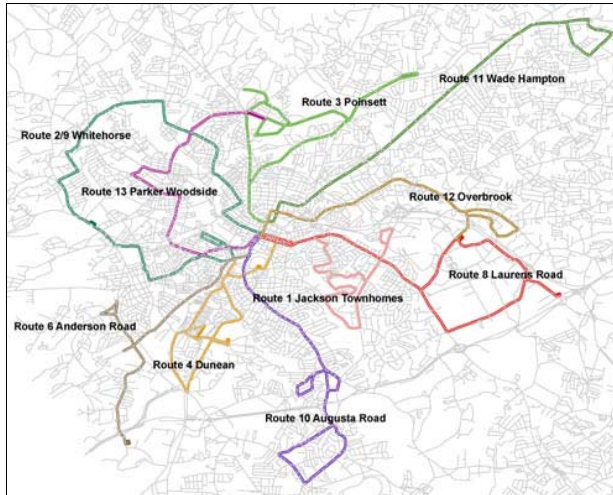 Route 11 Wade Hampton
Route 3 Poinsett
Route 2/9 Whitehorse
Route 13 Parker Woodside
Route 12 Overbrook
Route 8 Laurens Road
Route 1 Jackson Townhomes
Route 6 Anderson Road
Route 4 Dunean
Route 10 Augusta Road